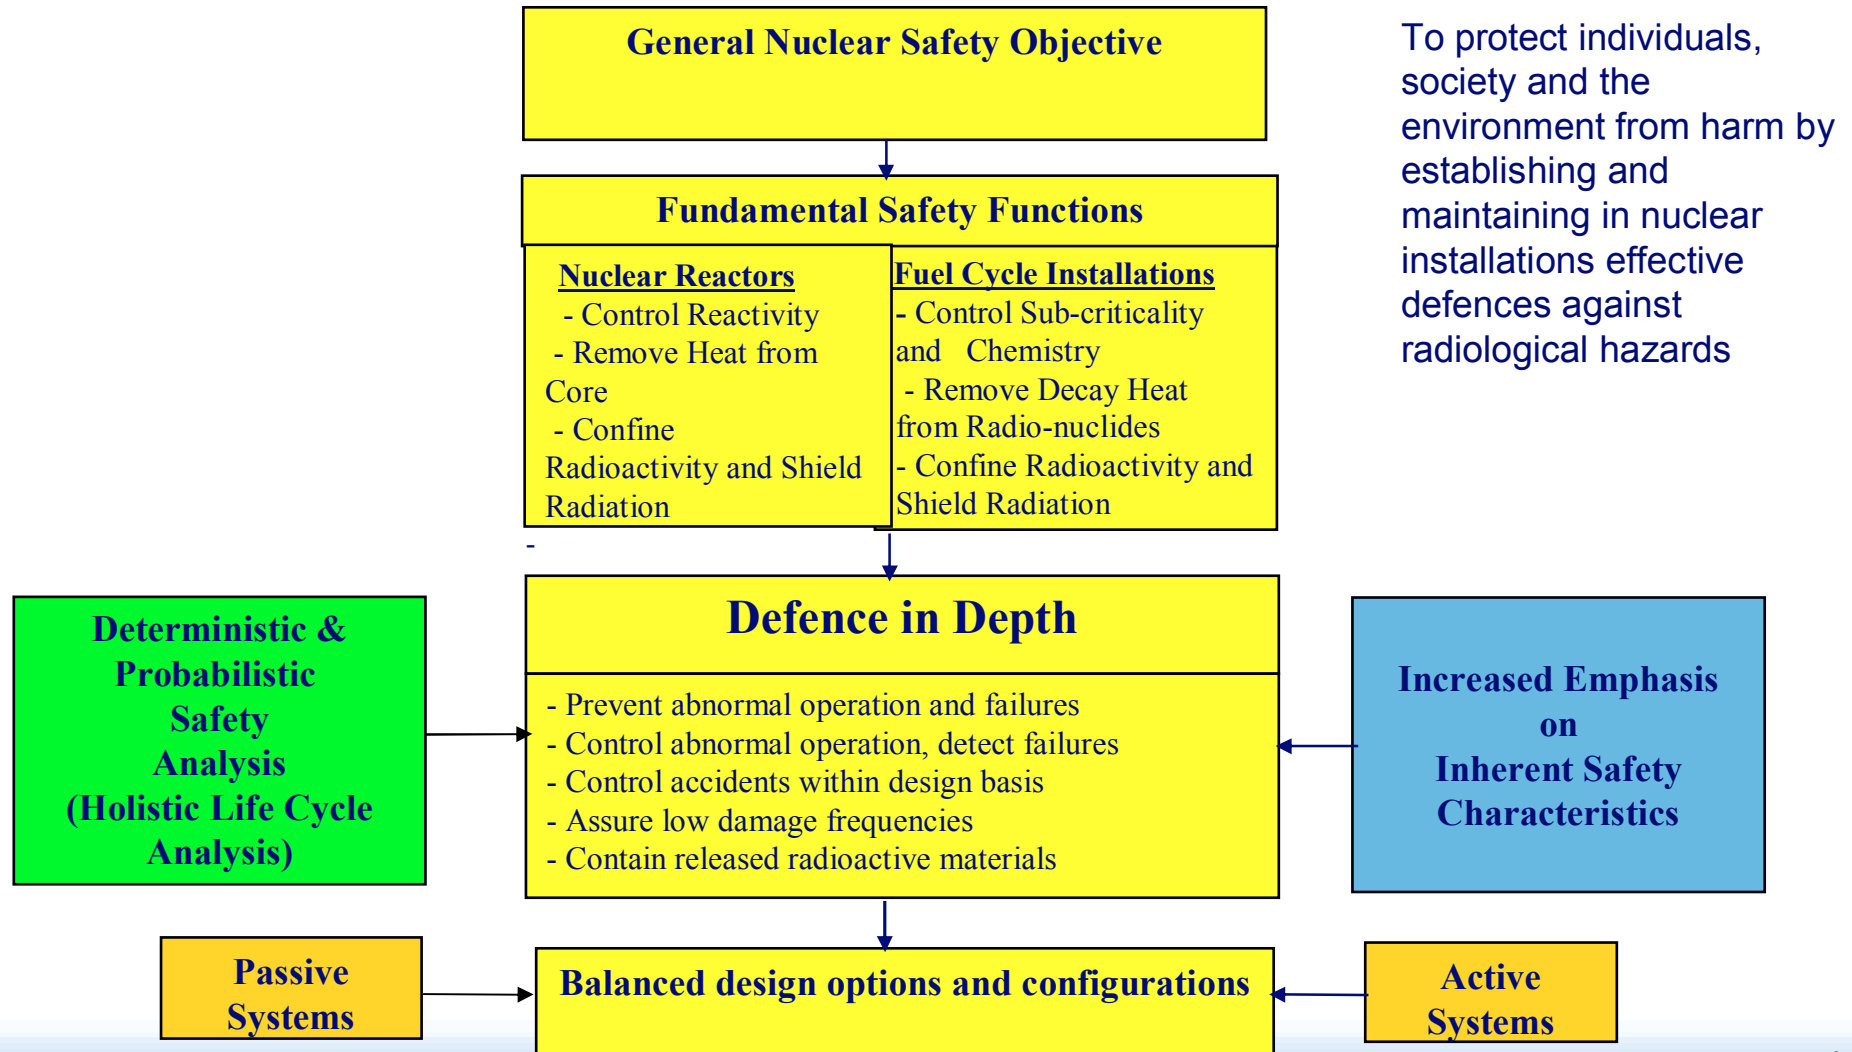 General Nuclear Safety Objective
To protect individuals,
society and the
environment from harm by
establishing and
maintaining in nuclear
installations effective
defences against
radiological hazards
Fundamental Safety Functions
Nuclear Reactors
- Control Reactivity
- Remove Heat from
Core
- Confine
Radioactivity and Shield
Radiation
Fuel Cycle Installations
- Control Sub-criticality
and Chemistry
- Remove Decay Heat
from Radio-nuclides
- Confine Radioactivity and
Shield Radiation
-
Deterministic &
Probabilistic
Safety
Analysis
(Holistic Life Cycle
Analysis)
Defence in Depth
- Prevent abnormal operation and failures
- Control abnormal operation, detect failures
- Control accidents within design basis
- Assure low damage frequencies
- Contain released radioactive materials
Increased Emphasis
on
Inherent Safety
Characteristics
Passive
Systems
Balanced design options and configurations
Active
Systems